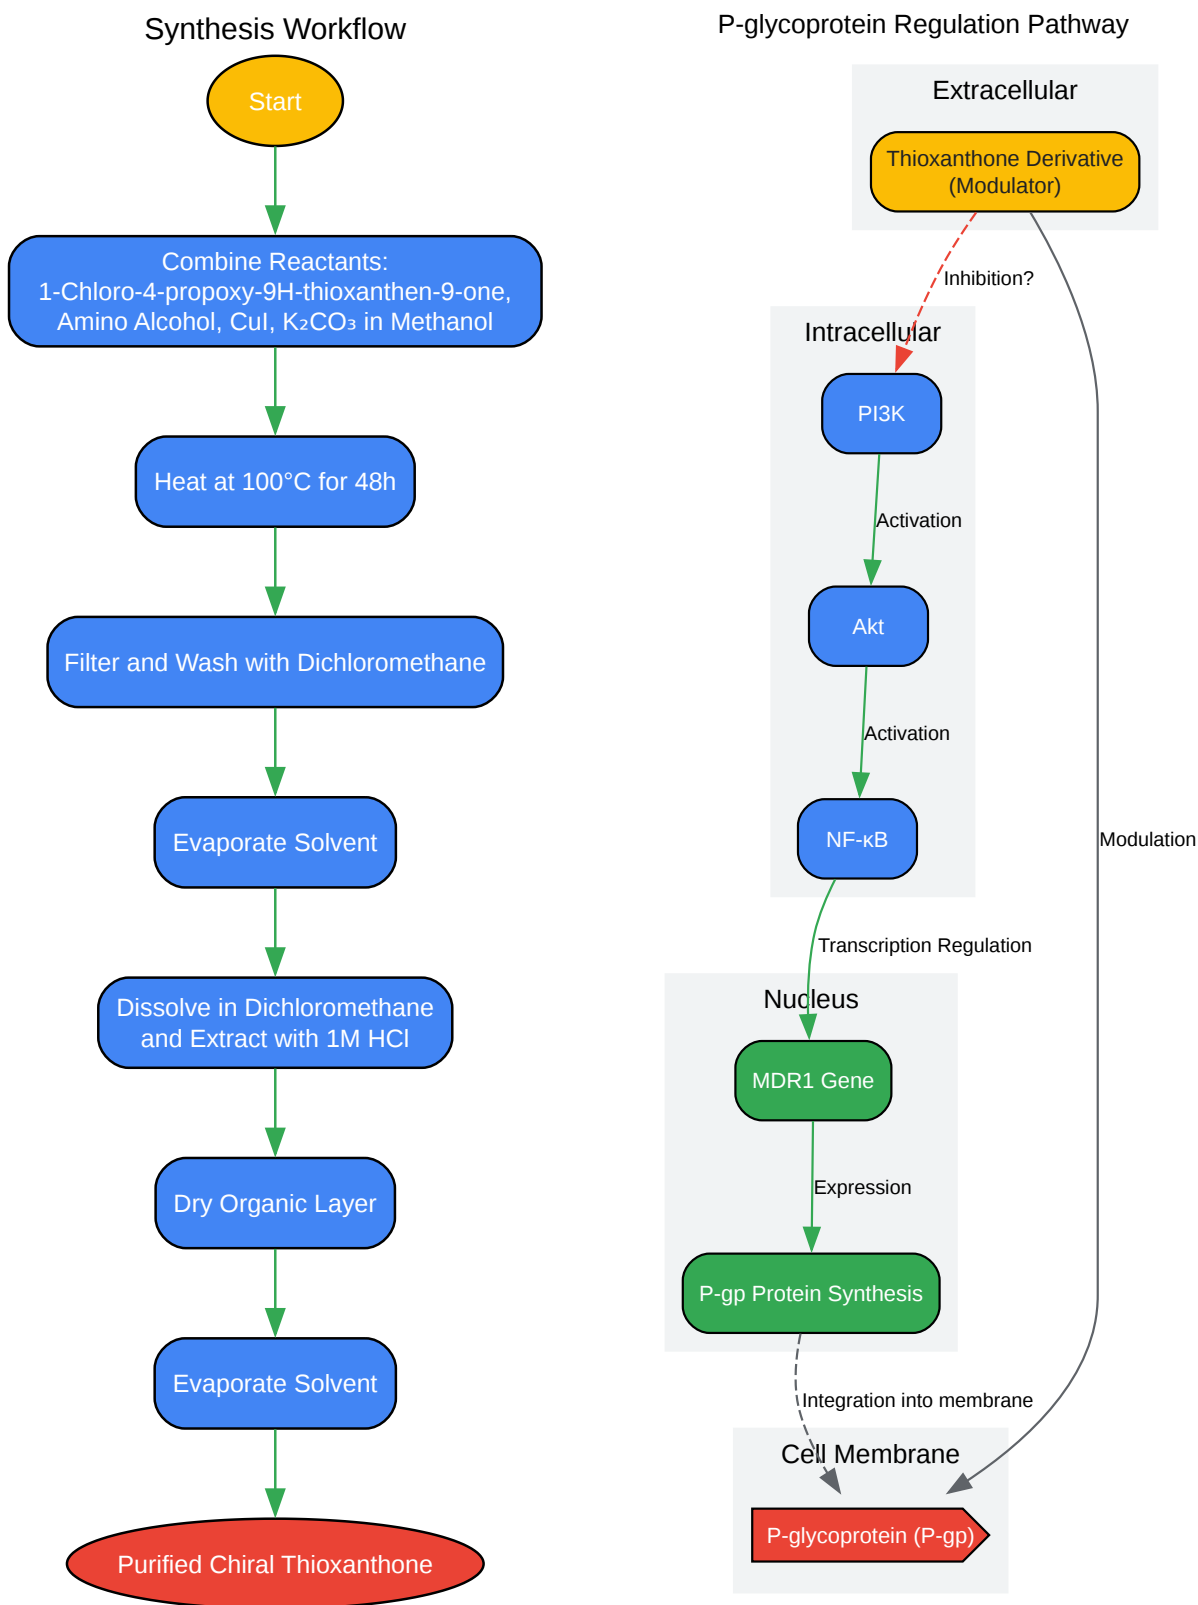 Synthesis Workflow
Start
Combine Reactants:
1-Chloro-4-propoxy-9H-thioxanthen-9-one,
Amino Alcohol, CuI, K₂CO₃ in Methanol
Heat at 100°C for 48h
Filter and Wash with Dichloromethane
Evaporate Solvent
Dissolve in Dichloromethane
and Extract with 1M HCl
Dry Organic Layer
Evaporate Solvent
Purified Chiral Thioxanthone
P-glycoprotein Regulation Pathway
Extracellular
Thioxanthone Derivative
(Modulator)
Inhibition?
Intracellular
PI3K
Activation
Akt
Activation
NF-κB
Modulation
Transcription Regulation
Nucleus
MDR1 Gene
Expression
P-gp Protein Synthesis
Integration into membrane
Cell Membrane
P-glycoprotein (P-gp)